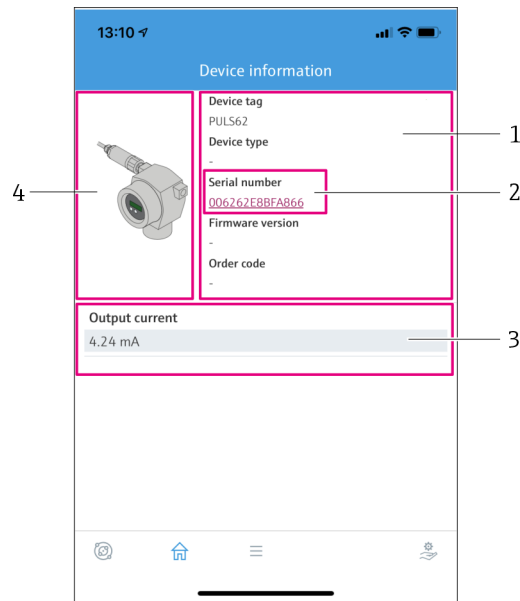 13:10
Device information
Device tag
PULS62
Device type
-
Serial number
006262E8BFA866
Firmware version
-
Order code
-
Output current
4.24 mA
1
2
3
4